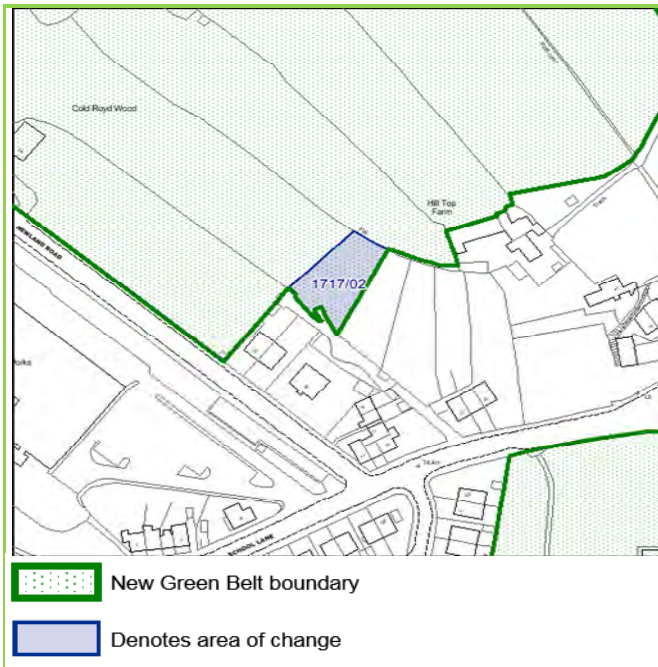 Cold Royd Wood
Hill Top
Farm
Track
NEWLAND ROAD
1717/02
SCHOOL LANE
New Green Belt boundary
Denotes area of change